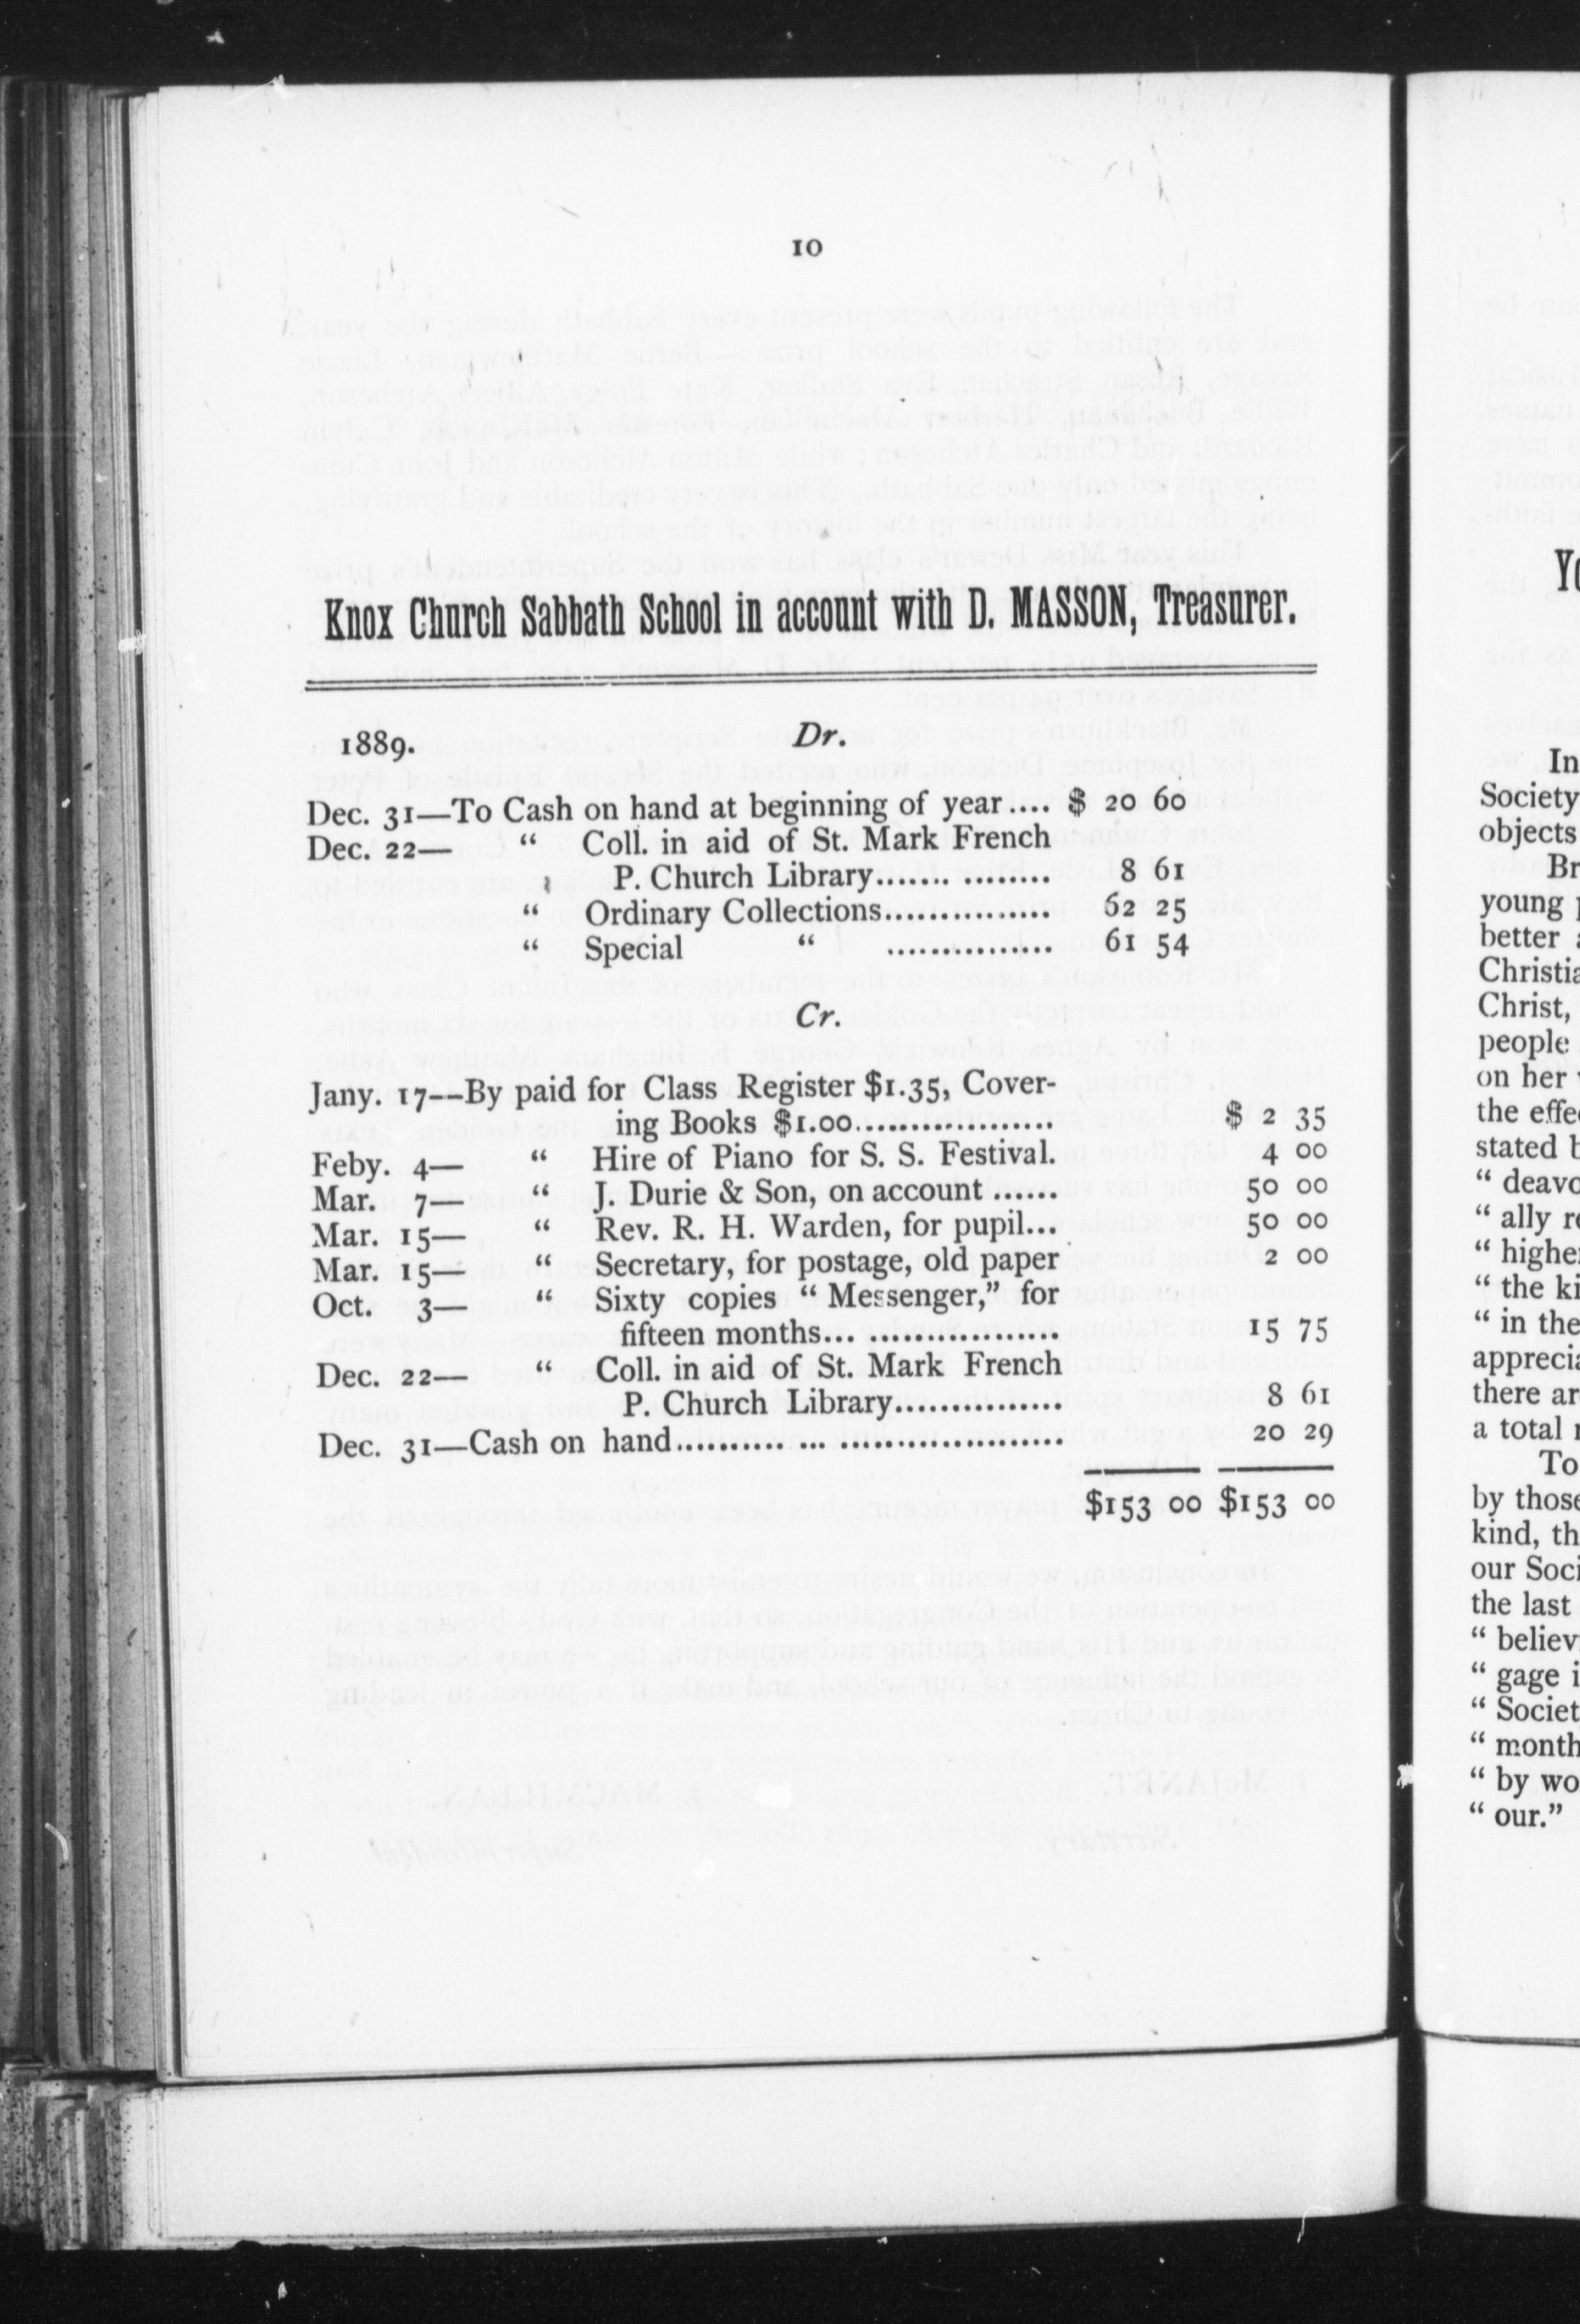 10
Knox Church Sabbath School in account with D. MASSON, Treasurer.
1889. Dr.
Dec. 31—To Cash on hand at beginning of year.... $ 20 60
Dec. 22— “ Coll. in aid of St. Mark French
P. Church Library............... 8 61
“ Ordinary Collections............... 62 25
“ Special “ ............... 61 54
Cr.
Jany. 17—By paid for Class Register $1.35, Cover-
ing Books $1.00.................. $ 2 35
Feby. 4— “ Hire of Piano for S. S. Festival. 4 00
Mar. 7— “ J. Durie & Son, on account ...... 50 00
Mar. 15— “ Rev. R. H. Warden, for pupil... 50 00
Mar. 15— “ Secretary, for postage, old paper 2 00
Oct. 3— “ Sixty copies “ Messenger,” for
fifteen months... .................. 15 75
Dec. 22— “ Coll. in aid of St. Mark French
P. Church Library............... 8 61
Dec. 31—Cash on hand.......... ... ..................... 20 29
$153 00 $153 00
In
Society
objects
Br
young
better
Christia
Christ,
people
on her
the effe
stated b
“ deavo
“ ally r
“ higher
“ the ki
“ in the
apprecia
there ar
a total
To
by those
kind, th
our Soci
the last
“ believ
“ gage i
“ Societ
“ month
“ by wo
“ our.”